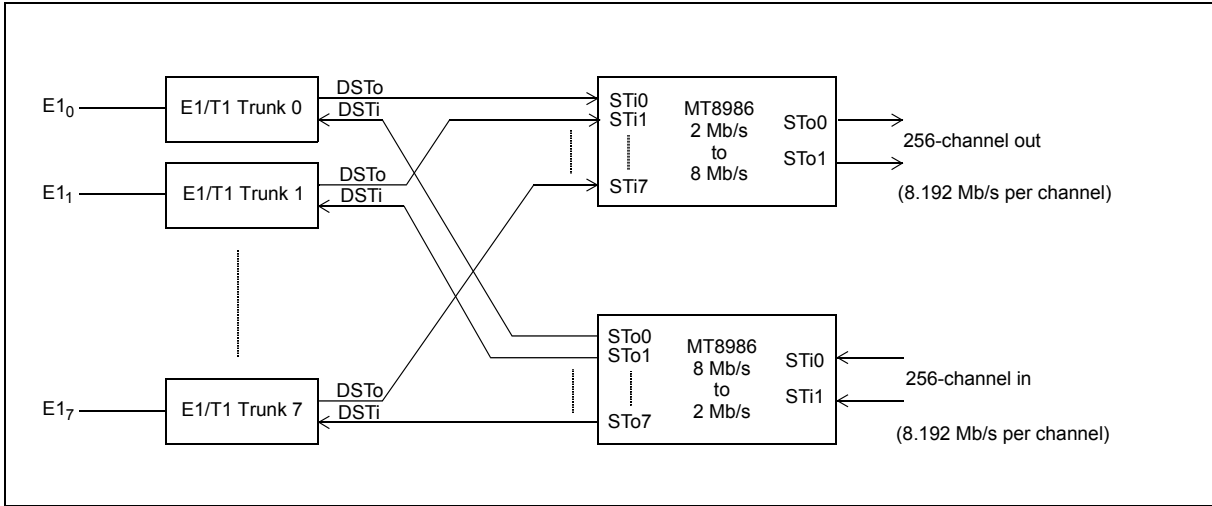 E1₀
E1/T1 Trunk 0
DSTo
DSTi
E1₁
E1/T1 Trunk 1
DSTo
DSTi
E1₇
E1/T1 Trunk 7
DSTo
DSTi
STi0
STi1
STi7
MT8986
2 Mb/s
to
8 Mb/s
STo0
STo1
256-channel out
(8.192 Mb/s per channel)
STo0
STo1
STo7
MT8986
8 Mb/s
to
2 Mb/s
STi0
STi1
256-channel in
(8.192 Mb/s per channel)